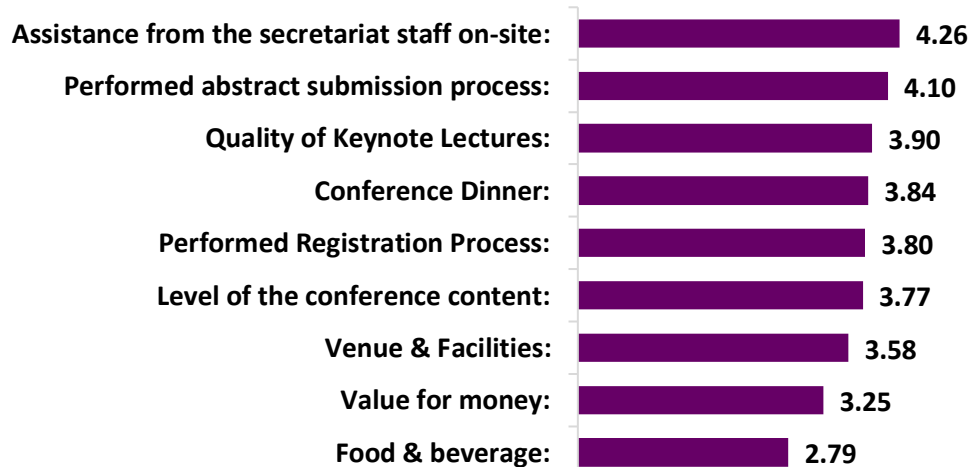 Assistance from the secretariat staff on-site: 4.26
Performed abstract submission process: 4.10
Quality of Keynote Lectures: 3.90
Conference Dinner: 3.84
Performed Registration Process: 3.80
Level of the conference content: 3.77
Venue & Facilities: 3.58
Value for money: 3.25
Food & beverage: 2.79